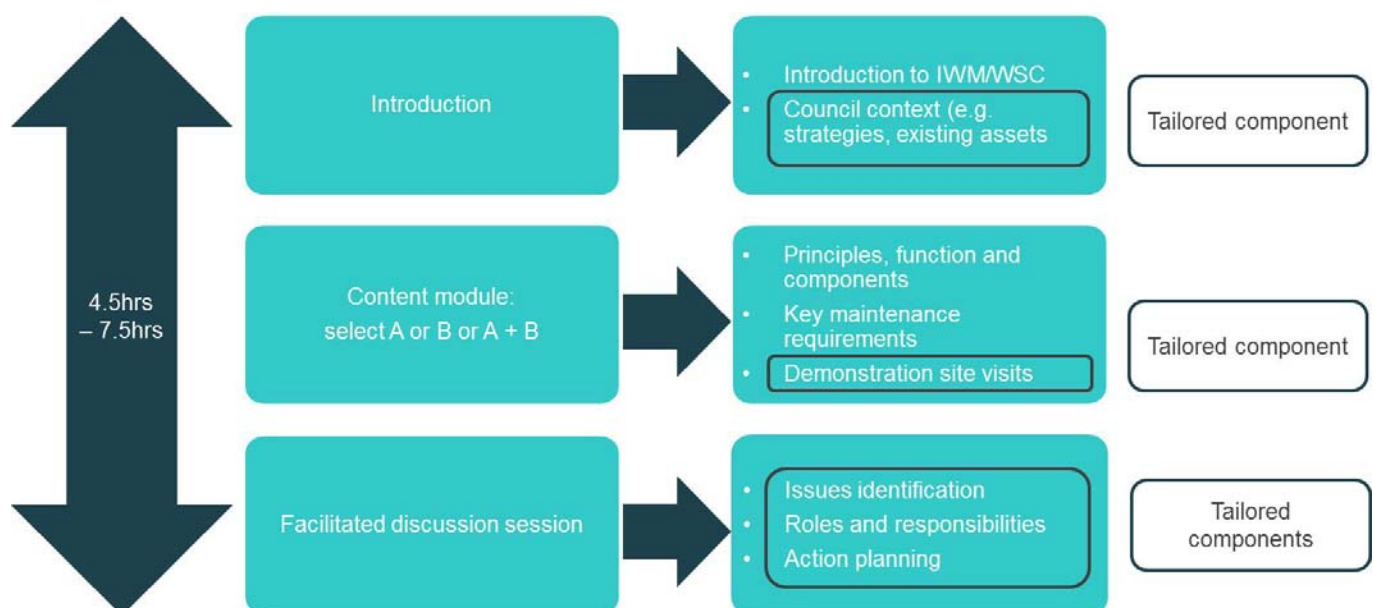 Introduction
• Introduction to IWM/WSC
• Council context (e.g.
strategies, existing assets
Tailored component
4.5hrs
– 7.5hrs
Content module:
select A or B or A + B
• Principles, function and
components
• Key maintenance
requirements
• Demonstration site visits
Tailored component
Facilitated discussion session
• Issues identification
• Roles and responsibilities
• Action planning
Tailored
components